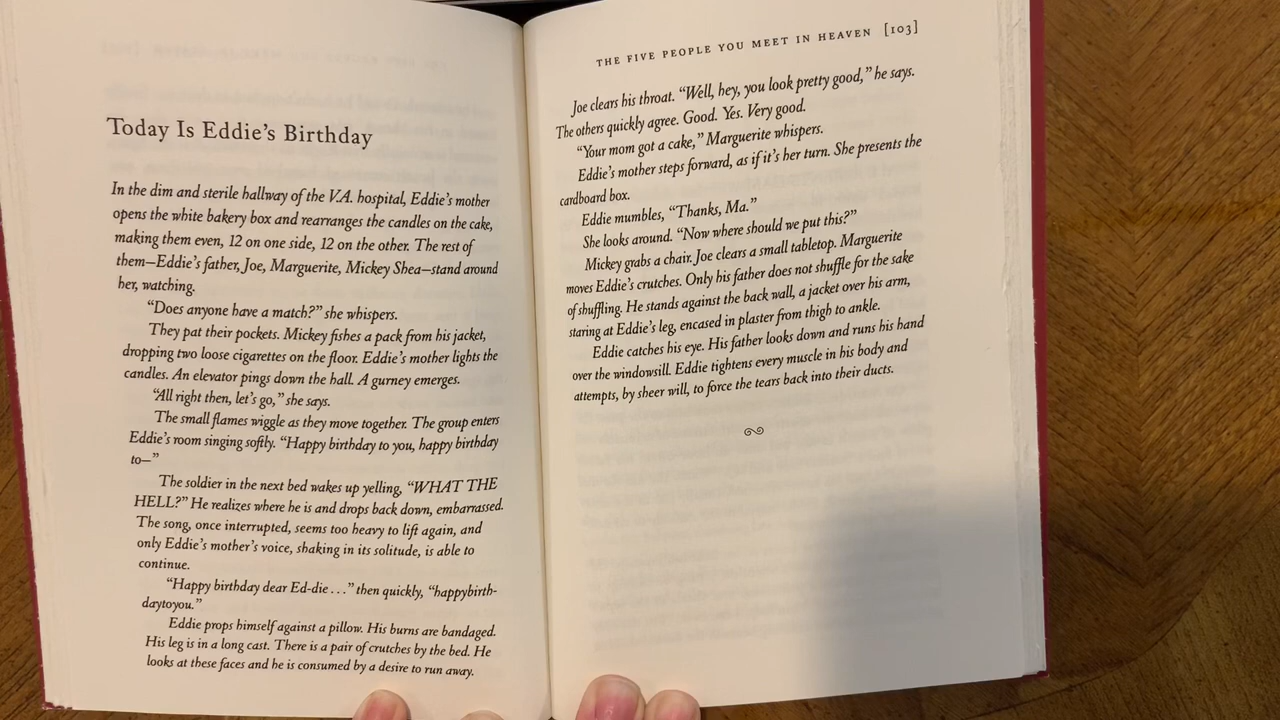 Today Is Eddie's Birthday
In the dim and sterile hallway of the V.A. hospital, Eddie's mother
opens the white bakery box and rearranges the candles on the cake,
making them even, 12 on one side, 12 on the other. The rest of
them—Eddie's father, Joe, Marguerite, Mickey Shea—stand around
her, watching.
"Does anyone have a match?" she whispers.
They pat their pockets. Mickey fishes a pack from his jacket,
dropping two loose cigarettes on the floor. Eddie's mother lights the
candles. An elevator pings down the hall. A gurney emerges.
"All right then, let's go," she says.
The small flames wiggle as they move together. The group enters
Eddie's room singing softly. "Happy birthday to you, happy birthday
to—"
The soldier in the next bed wakes up yelling, "WHAT THE
HELL?" He realizes where he is and drops back down, embarrassed.
The song, once interrupted, seems too heavy to lift again, and
only Eddie's mother's voice, shaking in its solitude, is able to
continue.
"Happy birthday dear Ed-die . . ." then quickly, "happybirth-
daytoyou."
Eddie props himself against a pillow. His burns are bandaged.
His leg is in a long cast. There is a pair of crutches by the bed. He
looks at these faces and he is consumed by a desire to run away.
THE FIVE PEOPLE YOU MEET IN HEAVEN [103]
Joe clears his throat. "Well, hey, you look pretty good," he says.
The others quickly agree. Good. Yes. Very good.
"Your mom got a cake," Marguerite whispers.
Eddie's mother steps forward, as if it's her turn. She presents the
cardboard box.
Eddie mumbles, "Thanks, Ma."
She looks around. "Now where should we put this?"
Mickey grabs a chair. Joe clears a small tabletop. Marguerite
moves Eddie's crutches. Only his father does not shuffle for the sake
of shuffling. He stands against the back wall, a jacket over his arm,
staring at Eddie's leg, encased in plaster from thigh to ankle.
Eddie catches his eye. His father looks down and runs his hand
over the windowsill. Eddie tightens every muscle in his body and
attempts, by sheer will, to force the tears back into their ducts.